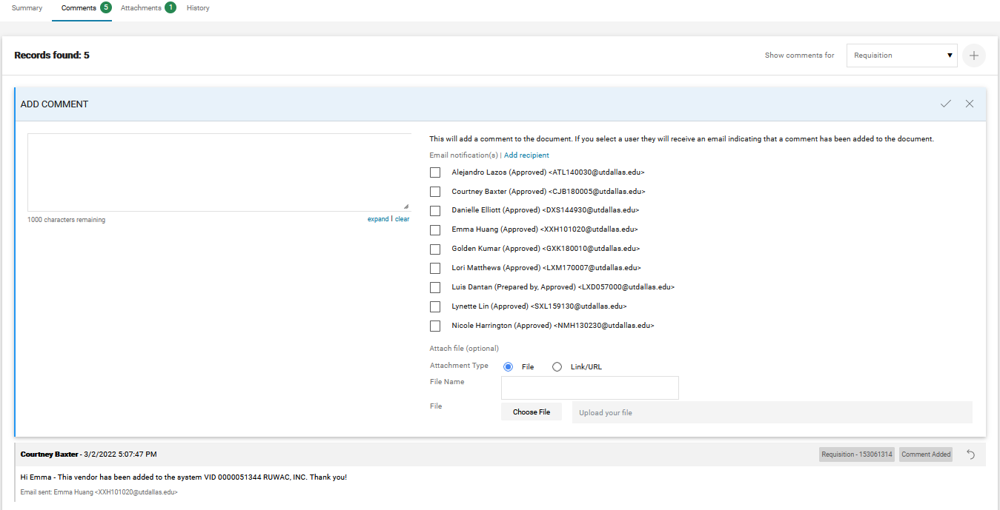 Summary Comments 5 Attachments 1 History
Records found: 5 Show comments for Requisition
ADD COMMENT
This will add a comment to the document. If you select a user they will receive an email indicating that a comment has been added to the document.
Email notification(s) | Add recipient
Alejandro Lazos (Approved) <ATL140030@utdallas.edu>
Courtney Baxter (Approved) <CJB180005@utdallas.edu>
Danielle Elliott (Approved) <DXS144930@utdallas.edu>
Emma Huang (Approved) <XXH101020@utdallas.edu>
1000 characters remaining expand | clear
Golden Kumar (Approved) <GXK180010@utdallas.edu>
Lori Matthews (Approved) <LXM170007@utdallas.edu>
Luis Dantan (Prepared by, Approved) <LXD057000@utdallas.edu>
Lynette Lin (Approved) <SXL159130@utdallas.edu>
Nicole Harrington (Approved) <NMH130230@utdallas.edu>
Attach file (optional)
Attachment Type File Link/URL
File Name
File Choose File Upload your file
Courtney Baxter - 3/2/2022 5:07:47 PM Requisition - 153061314 Comment Added
Hi Emma - This vendor has been added to the system VID 0000051344 RUWAC, INC. Thank you!
Email sent: Emma Huang <XXH101020@utdallas.edu>